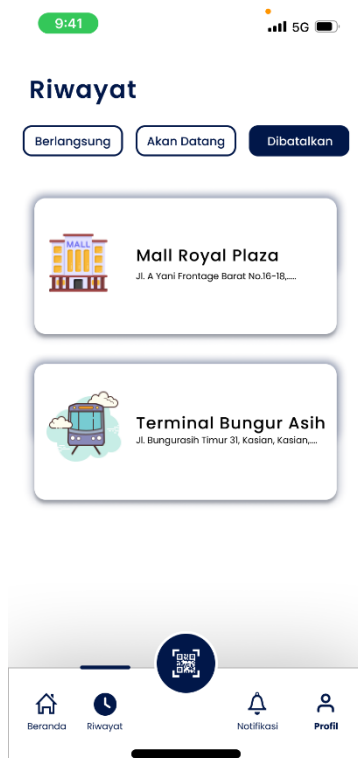 9:41
5G
Riwayat
Berlangsung
Akan Datang
Dibatalkan
MALL
Mall Royal Plaza
Jl. A Yani Frontage Barat No.16-18,.....
Terminal Bungur Asih
Jl. Bungurasih Timur 31, Kasian, Kasian,....
Beranda
Riwayat
Notifikasi
Profil